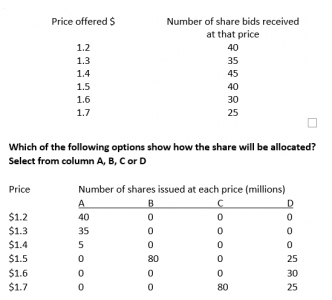 Price offered $ Number of share bids received
at that price
1.2 40
1.3 35
1.4 45
1.5 40
1.6 30
1.7 25
Which of the following options show how the share will be allocated?
Select from column A, B, C or D
Price Number of shares issued at each price (millions)
A B C D
$1.2 40 0 0 0
$1.3 35 0 0 0
$1.4 5 0 0 0
$1.5 0 80 0 25
$1.6 0 0 0 30
$1.7 0 0 80 25